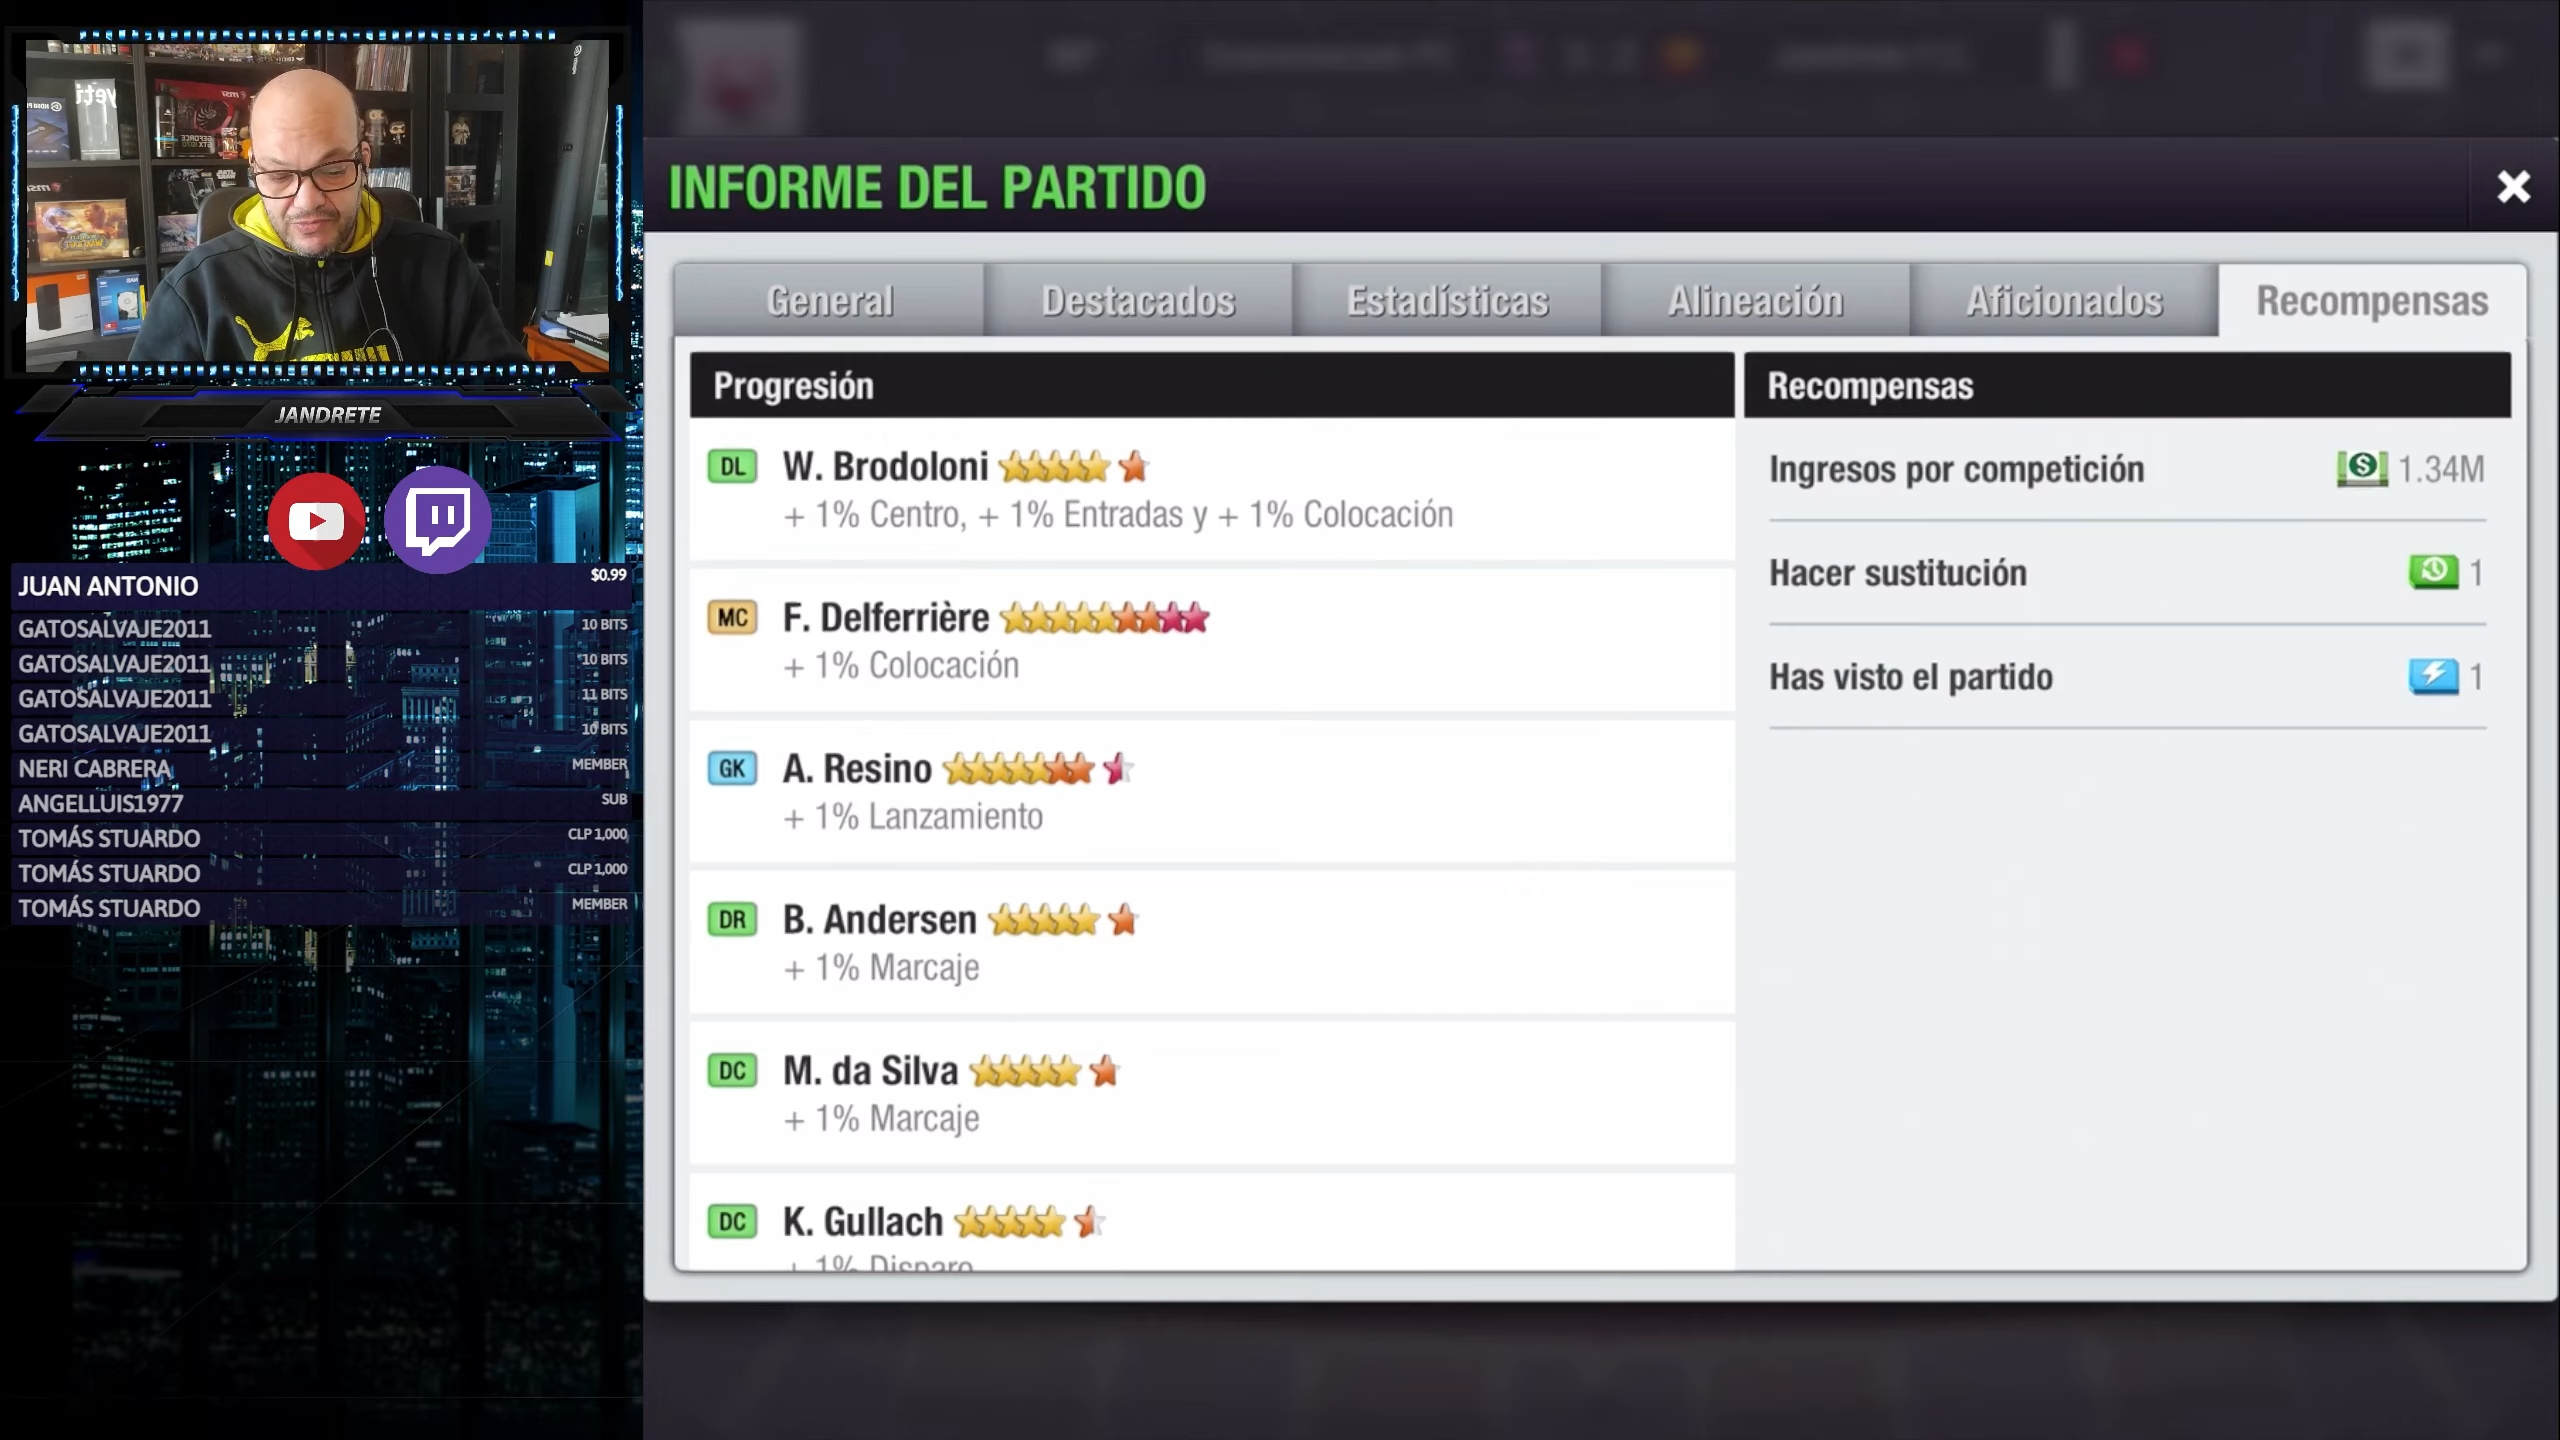 JANDRETE
JUAN ANTONIO $0.99
GATOSALVAJE2011 10 BITS
GATOSALVAJE2011 10 BITS
GATOSALVAJE2011 11 BITS
GATOSALVAJE2011 10 BITS
NERI CABRERA MEMBER
ANGELLUIS1977 SUB
TOMÁS STUARDO CLP 1,000
TOMÁS STUARDO CLP 1,000
TOMÁS STUARDO MEMBER
INFORME DEL PARTIDO
General Destacados Estadísticas Alineación Aficionados Recompensas
Progresión
DL W. Brodoloni
+ 1% Centro, + 1% Entradas y + 1% Colocación
MC F. Delferrière
+ 1% Colocación
GK A. Resino
+ 1% Lanzamiento
DR B. Andersen
+ 1% Marcaje
DC M. da Silva
+ 1% Marcaje
DC K. Gullach
+ 1% Disparo
Recompensas
Ingresos por competición 1.34M
Hacer sustitución 1
Has visto el partido 1